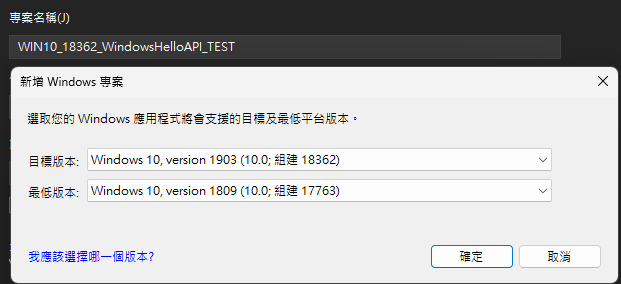 專案名稱(J)
WIN10_18362_WindowsHelloAPI_TEST
新增 Windows 專案
選取您的 Windows 應用程式將會支援的目標及最低平台版本。
目標版本: Windows 10, version 1903 (10.0; 組建 18362)
最低版本: Windows 10, version 1809 (10.0; 組建 17763)
我應該選擇哪一個版本? 確定 取消